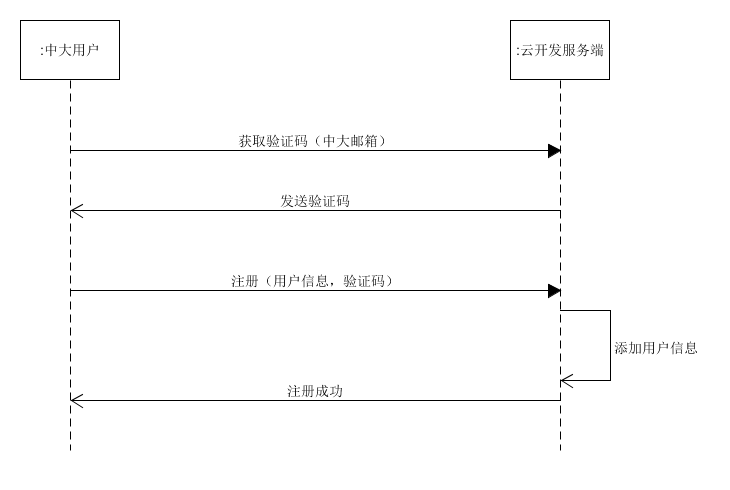 :中大用户
:云开发服务端
获取验证码（中大邮箱）
发送验证码
注册（用户信息，验证码）
添加用户信息
注册成功